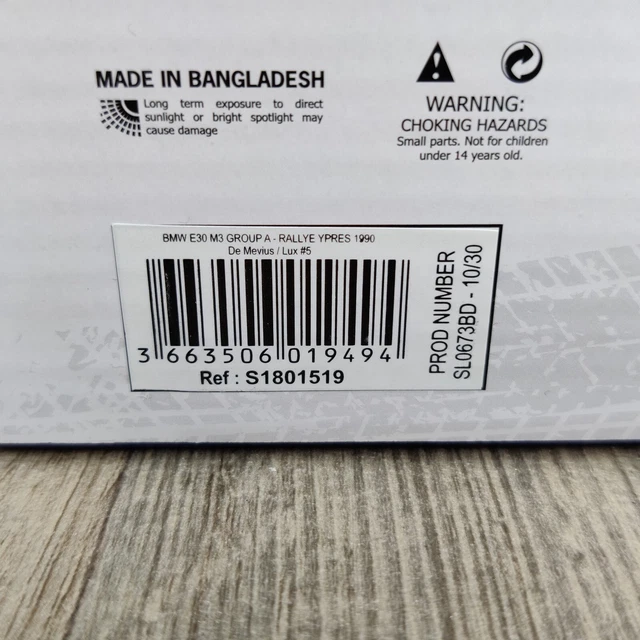 MADE IN BANGLADESH
Long term exposure to direct
sunlight or bright spotlight may
cause damage
WARNING:
CHOKING HAZARDS
Small parts. Not for children
under 14 years old.
BMW E30 M3 GROUP A - RALLYE YPRES 1990
De Mevius / Lux #5
3 663506 019494
Ref : S1801519
PROD NUMBER
SL0673BD - 10/30